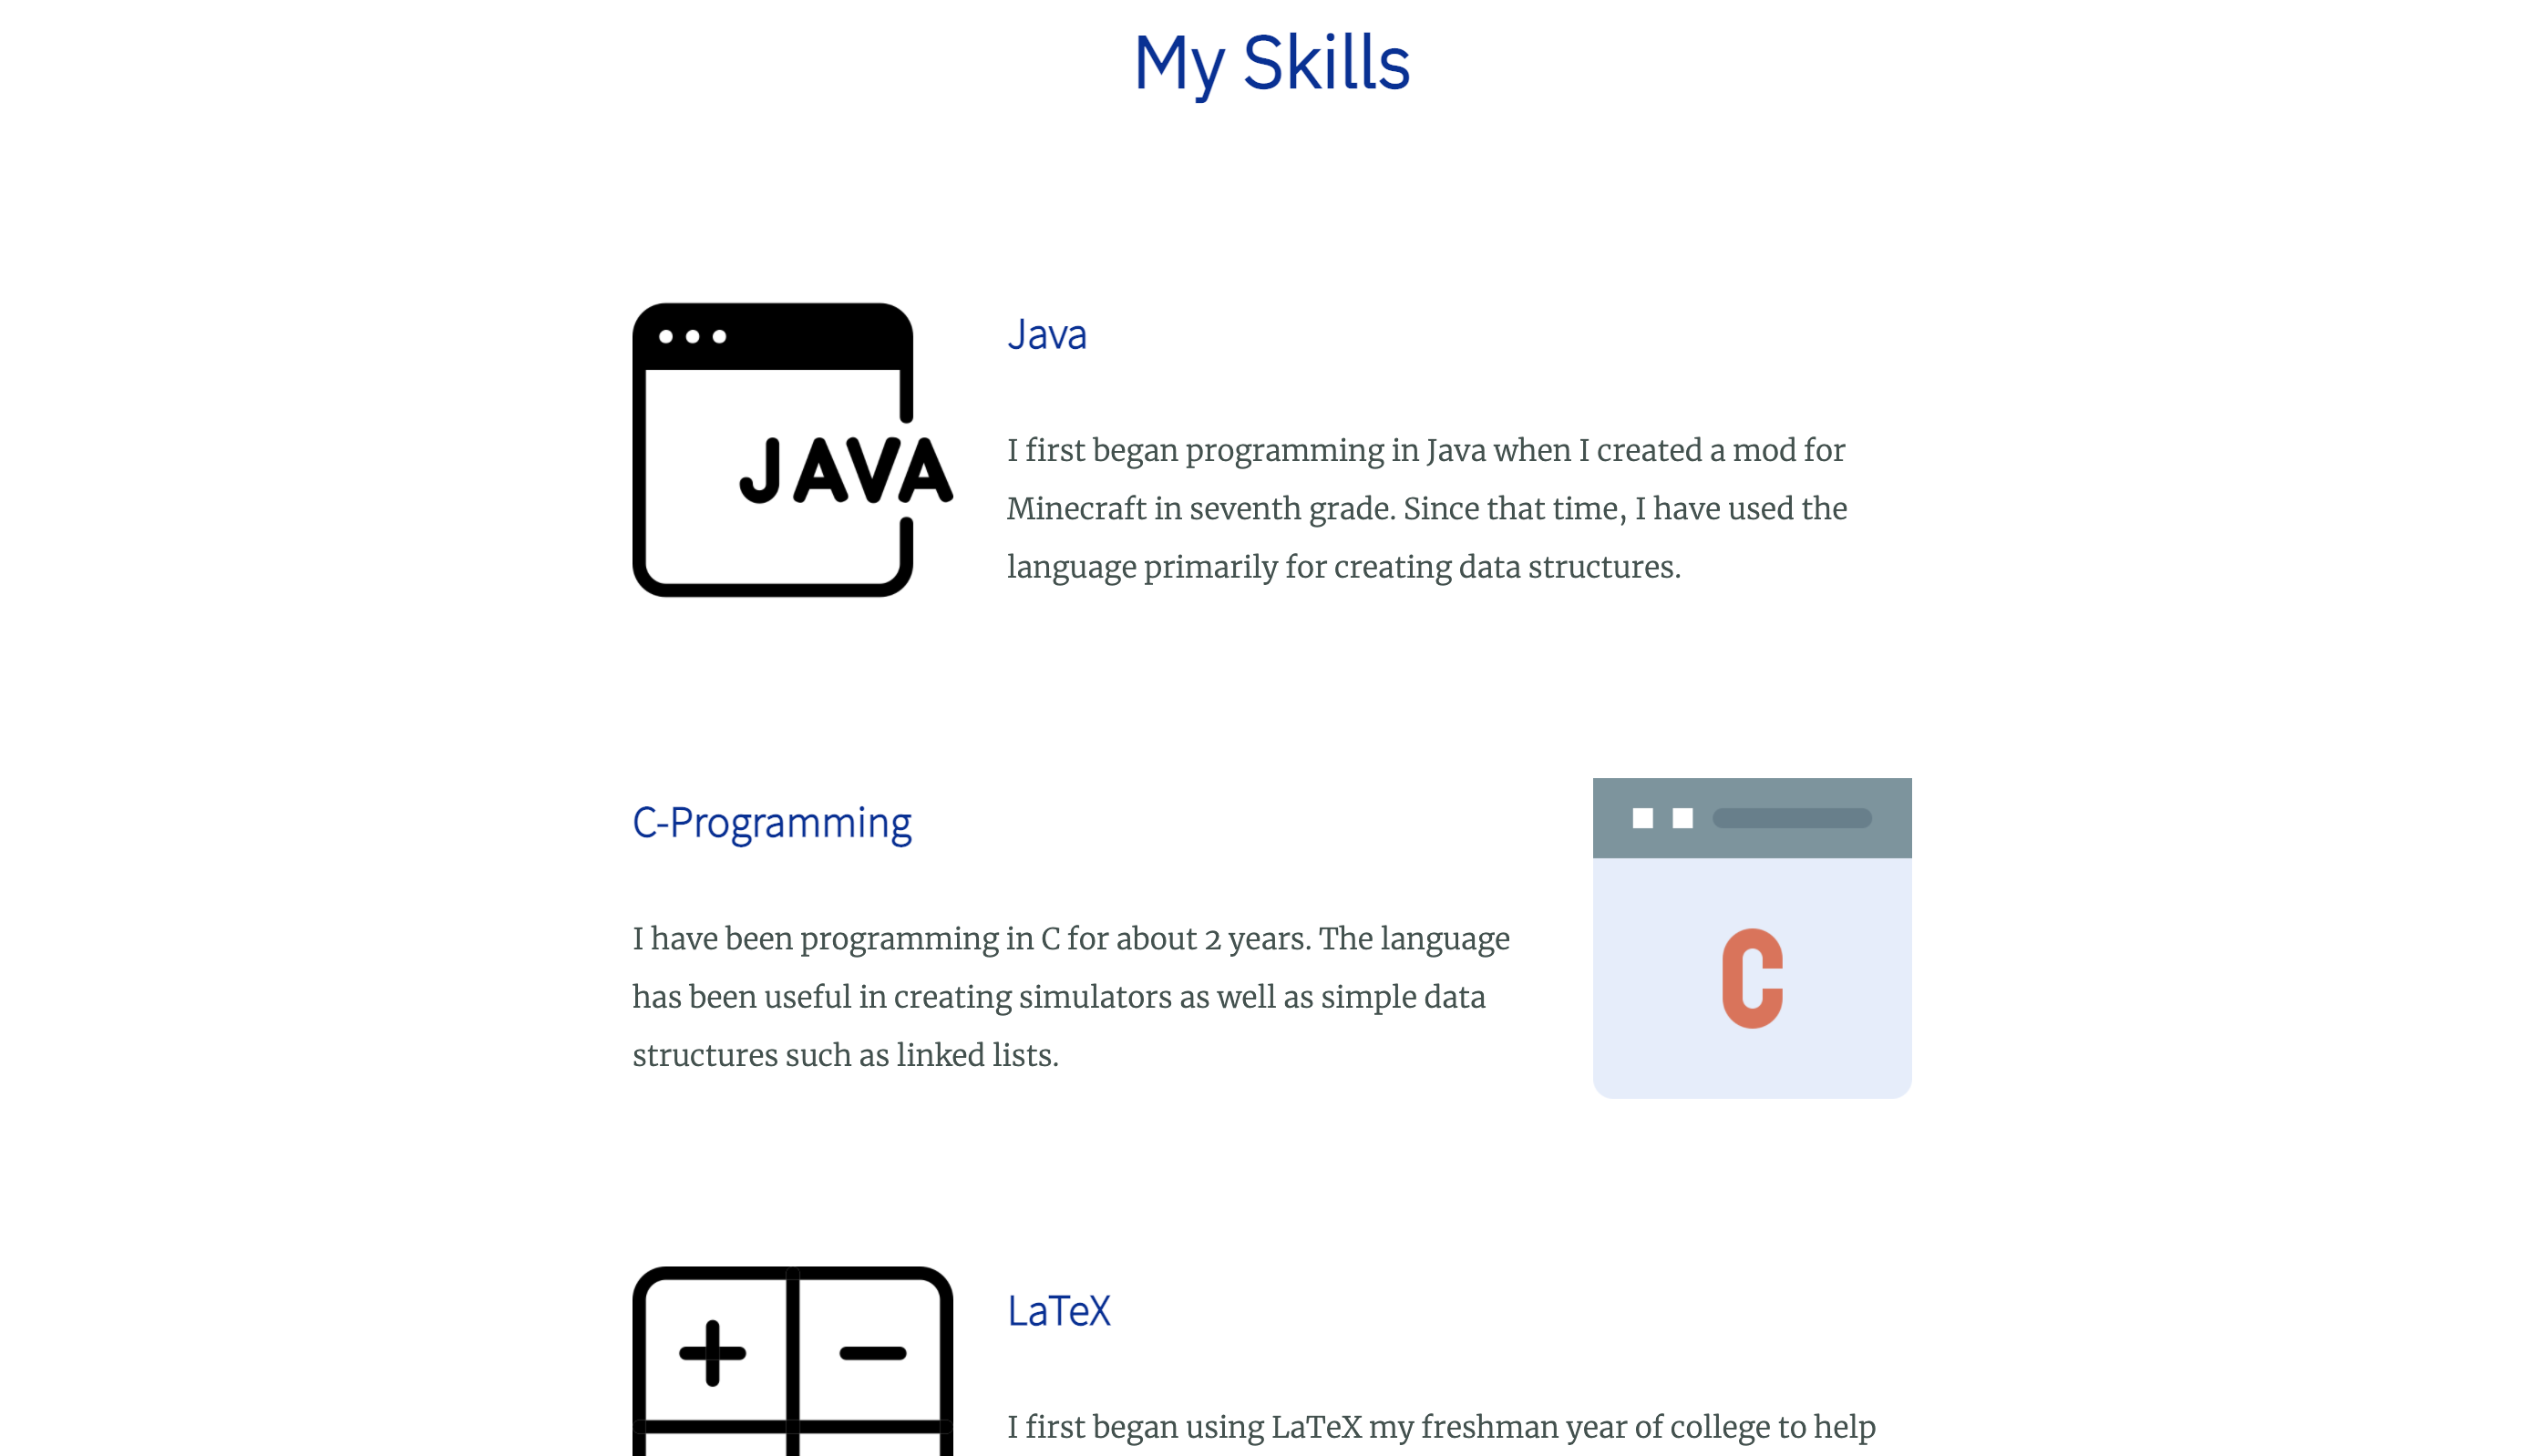 My Skills
JAVA
Java
I first began programming in Java when I created a mod for
Minecraft in seventh grade. Since that time, I have used the
language primarily for creating data structures.
C-Programming
I have been programming in C for about 2 years. The language
has been useful in creating simulators as well as simple data
structures such as linked lists.
C
+ −
LaTeX
I first began using LaTeX my freshman year of college to help